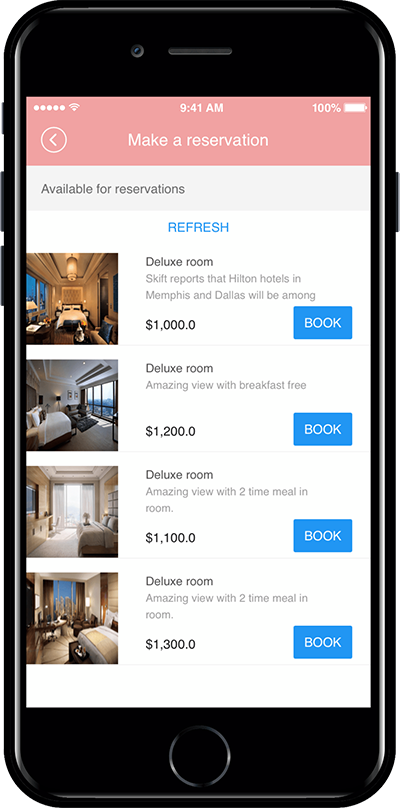 9:41 AM
100%
Make a reservation
Available for reservations
REFRESH
Deluxe room
Skift reports that Hilton hotels in
Memphis and Dallas will be among
$1,000.0
BOOK
Deluxe room
Amazing view with breakfast free
$1,200.0
BOOK
Deluxe room
Amazing view with 2 time meal in
room.
$1,100.0
BOOK
Deluxe room
Amazing view with 2 time meal in
room.
$1,300.0
BOOK